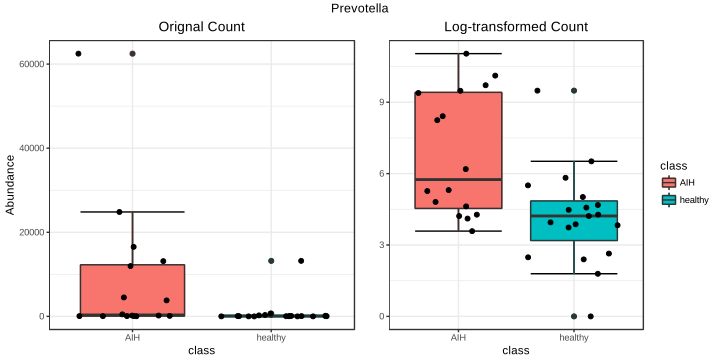 Prevotella
Orignal Count
Log-transformed Count
Abundance
60000
40000
20000
0
AIH
healthy
class
9
6
3
0
AIH
healthy
class
class
AIH
healthy